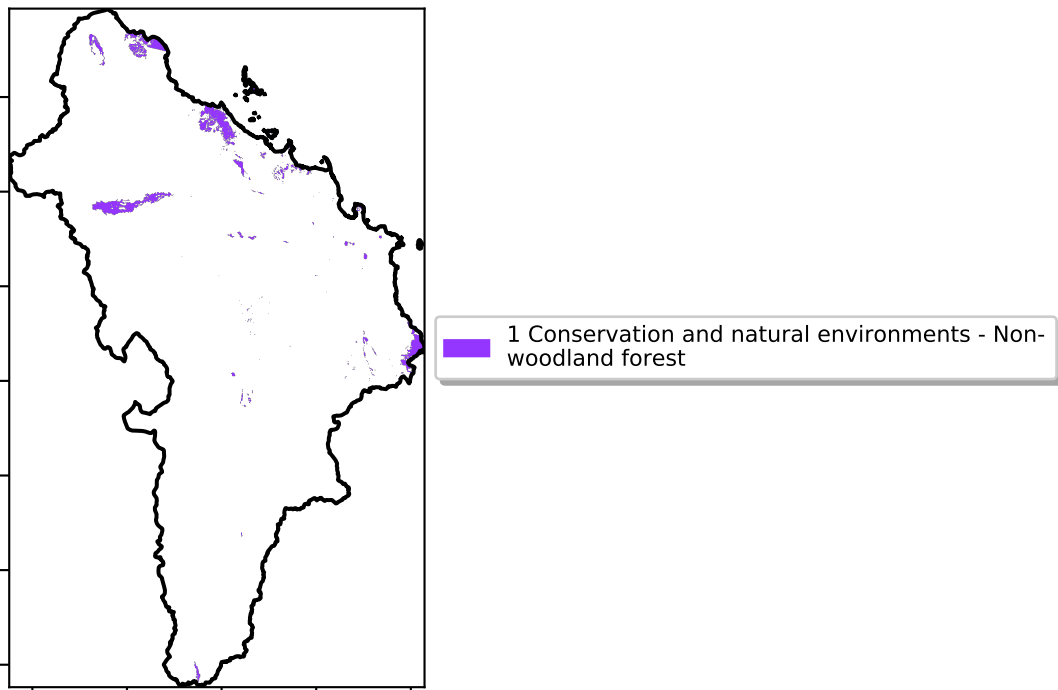 1 Conservation and natural environments - Non-
woodland forest